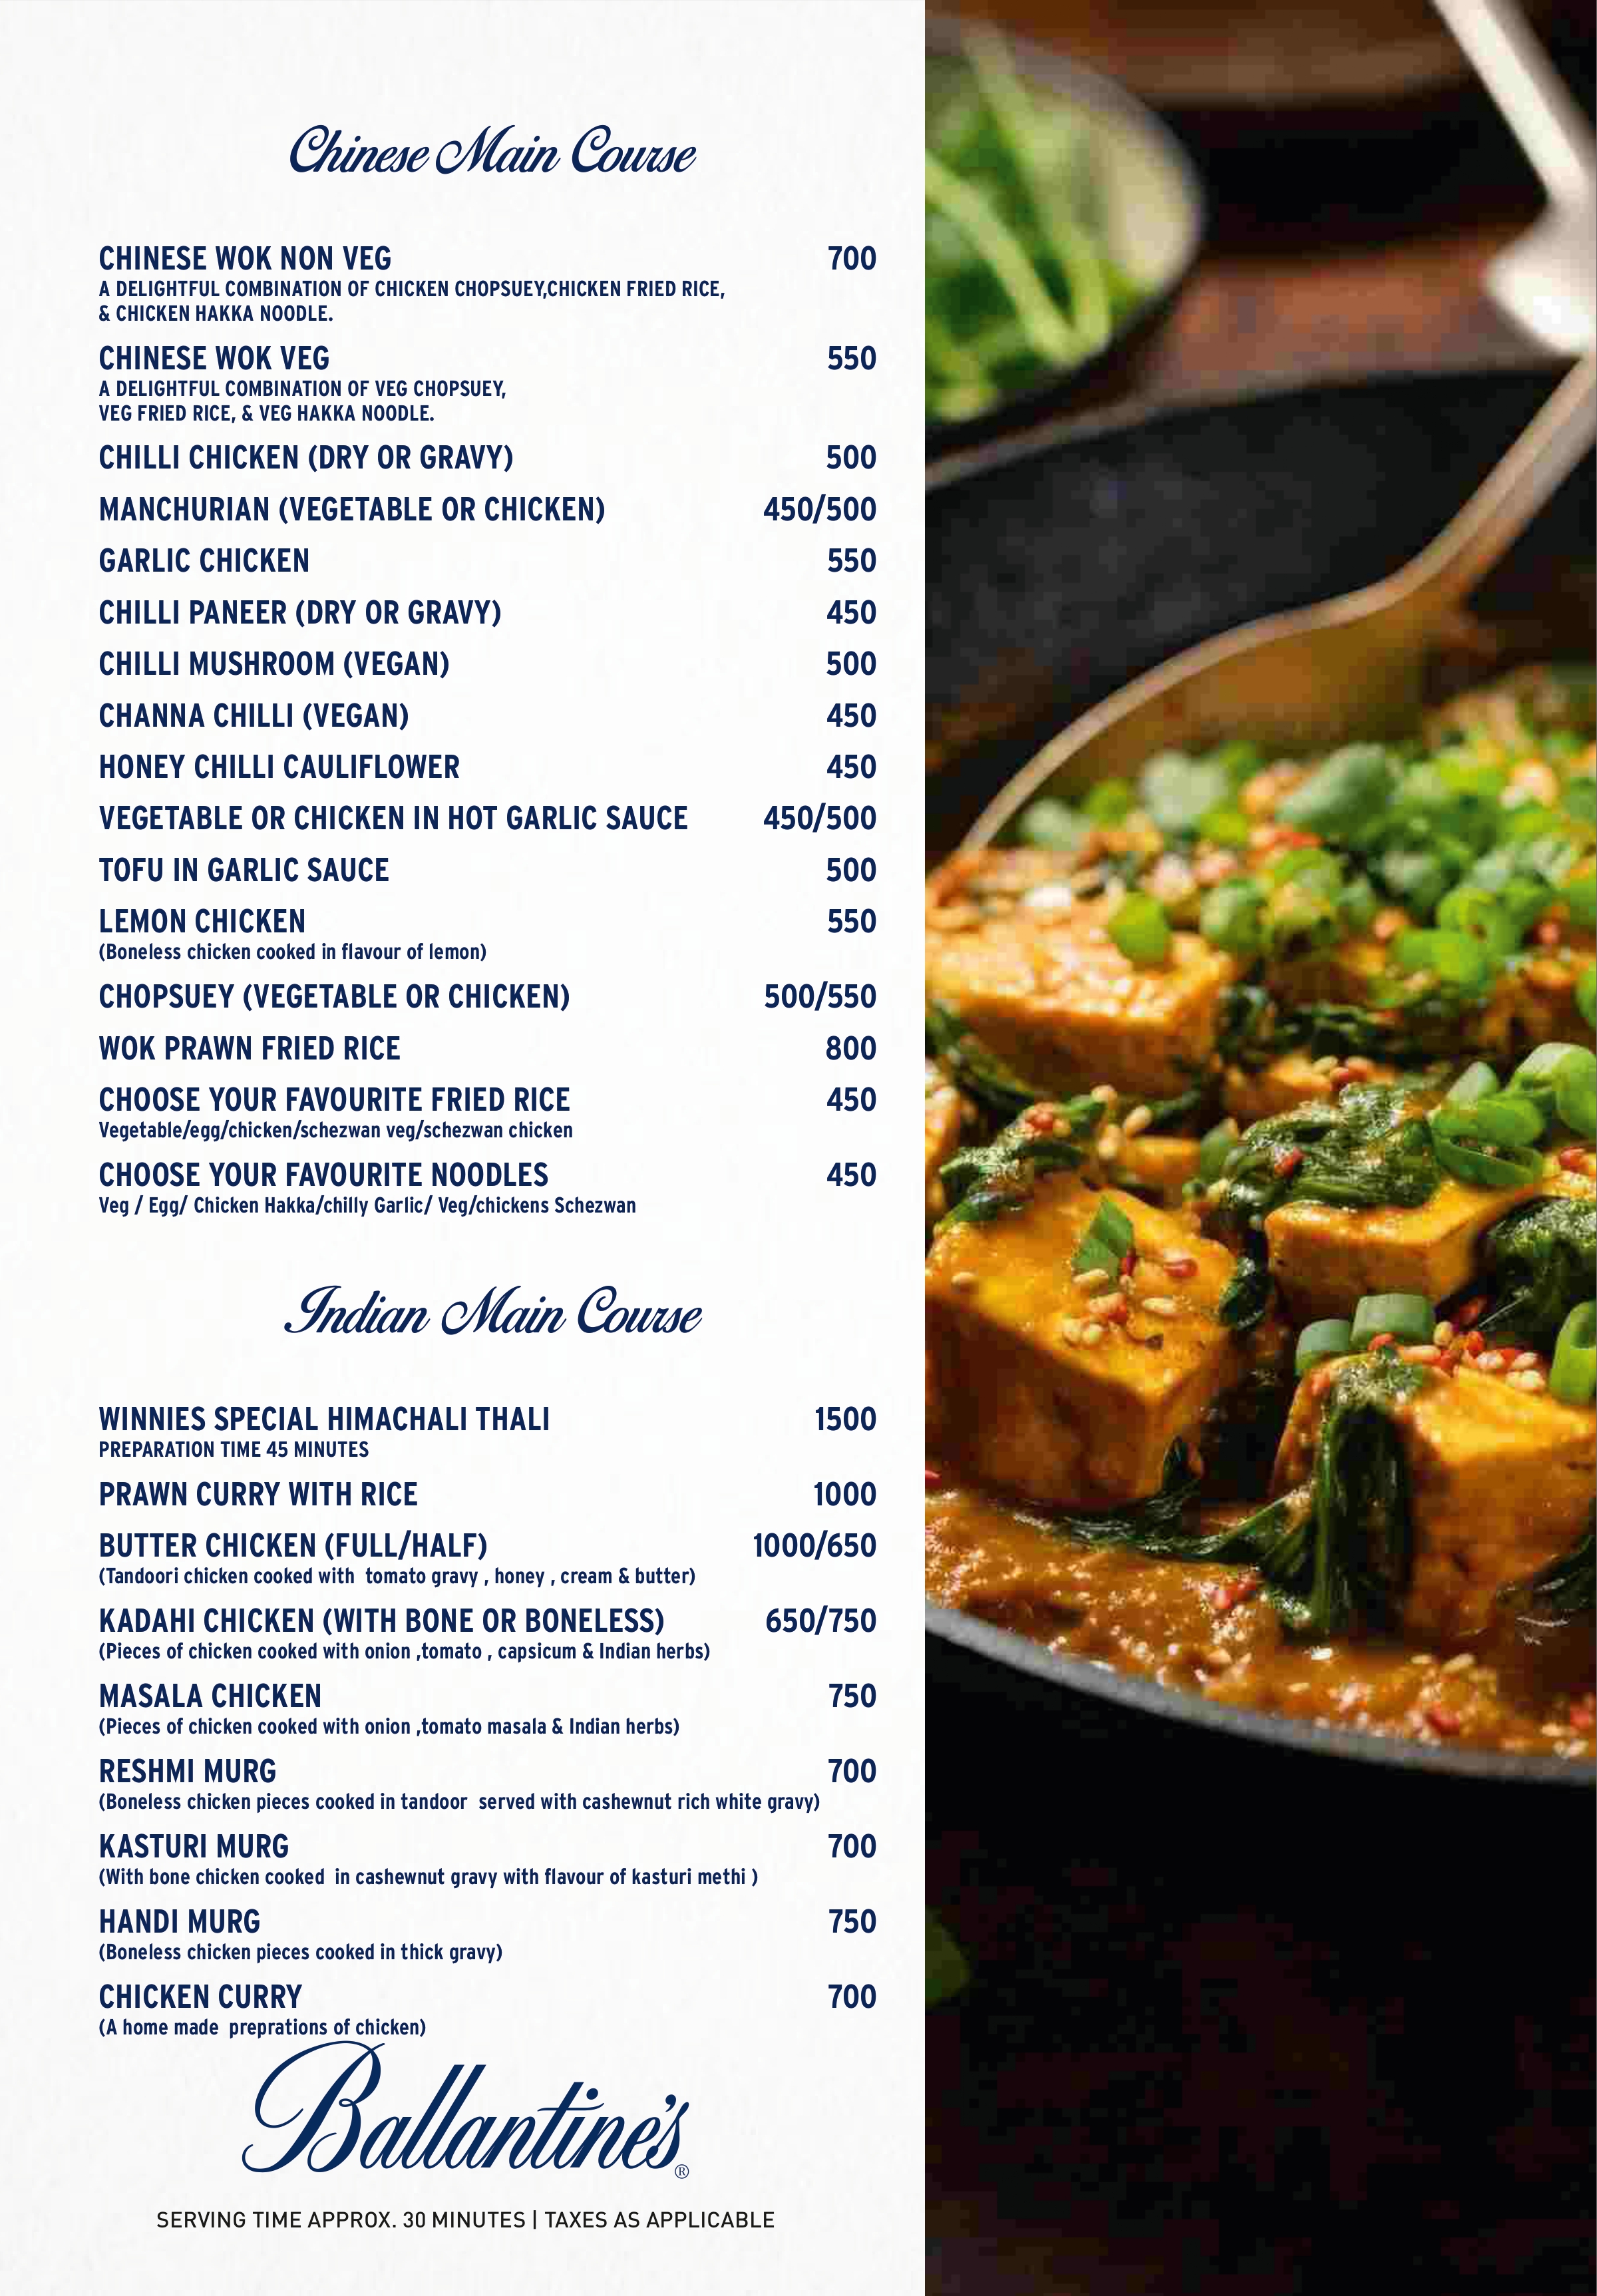 Chinese Main Course
CHINESE WOK NON VEG 700
A DELIGHTFUL COMBINATION OF CHICKEN CHOPSUEY,CHICKEN FRIED RICE,
& CHICKEN HAKKA NOODLE.
CHINESE WOK VEG 550
A DELIGHTFUL COMBINATION OF VEG CHOPSUEY,
VEG FRIED RICE, & VEG HAKKA NOODLE.
CHILLI CHICKEN (DRY OR GRAVY) 500
MANCHURIAN (VEGETABLE OR CHICKEN) 450/500
GARLIC CHICKEN 550
CHILLI PANEER (DRY OR GRAVY) 450
CHILLI MUSHROOM (VEGAN) 500
CHANNA CHILLI (VEGAN) 450
HONEY CHILLI CAULIFLOWER 450
VEGETABLE OR CHICKEN IN HOT GARLIC SAUCE 450/500
TOFU IN GARLIC SAUCE 500
LEMON CHICKEN 550
(Boneless chicken cooked in flavour of lemon)
CHOPSUEY (VEGETABLE OR CHICKEN) 500/550
WOK PRAWN FRIED RICE 800
CHOOSE YOUR FAVOURITE FRIED RICE 450
Vegetable/egg/chicken/schezwan veg/schezwan chicken
CHOOSE YOUR FAVOURITE NOODLES 450
Veg / Egg/ Chicken Hakka/chilly Garlic/ Veg/chickens Schezwan
Indian Main Course
WINNIES SPECIAL HIMACHALI THALI 1500
PREPARATION TIME 45 MINUTES
PRAWN CURRY WITH RICE 1000
BUTTER CHICKEN (FULL/HALF) 1000/650
(Tandoori chicken cooked with  tomato gravy , honey , cream & butter)
KADAHI CHICKEN (WITH BONE OR BONELESS) 650/750
(Pieces of chicken cooked with onion ,tomato , capsicum & Indian herbs)
MASALA CHICKEN 750
(Pieces of chicken cooked with onion ,tomato masala & Indian herbs)
RESHMI MURG 700
(Boneless chicken pieces cooked in tandoor  served with cashewnut rich white gravy)
KASTURI MURG 700
(With bone chicken cooked  in cashewnut gravy with flavour of kasturi methi )
HANDI MURG 750
(Boneless chicken pieces cooked in thick gravy)
CHICKEN CURRY 700
(A home made  preprations of chicken)
Ballantine's®
SERVING TIME APPROX. 30 MINUTES | TAXES AS APPLICABLE